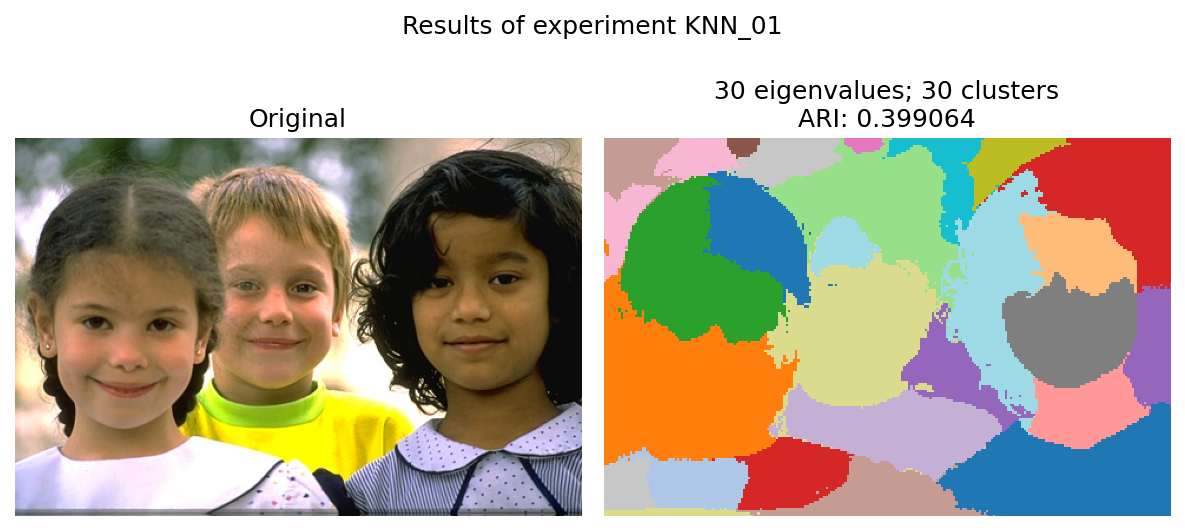 Results of experiment KNN_01
Original
30 eigenvalues; 30 clusters
ARI: 0.399064